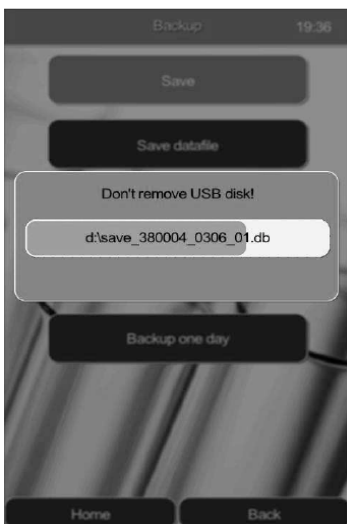 Backup 19:36
Save
Save datafile
Don't remove USB disk!
d:\save_380004_0306_01.db
Backup one day
Home Back